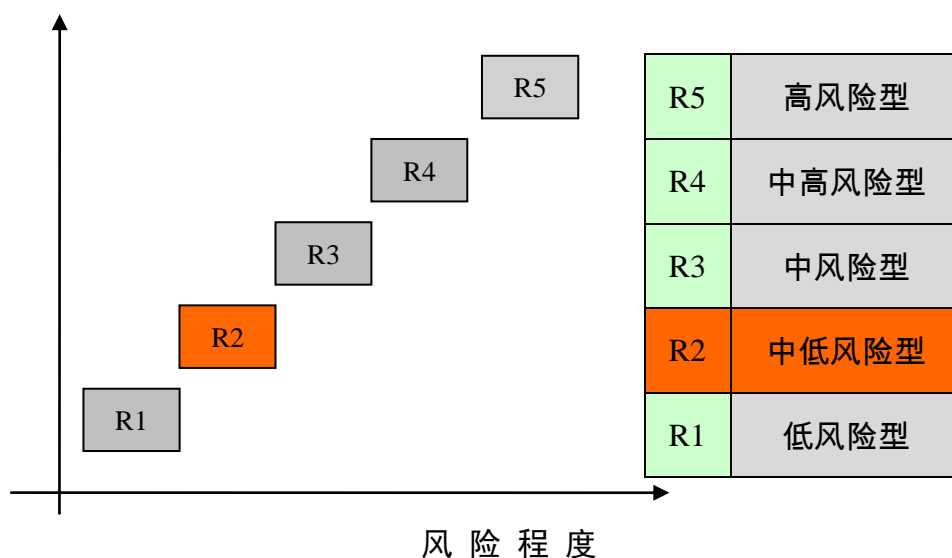 R5
R4
R3
R2
R1
风险程度
R5 高风险型
R4 中高风险型
R3 中风险型
R2 中低风险型
R1 低风险型